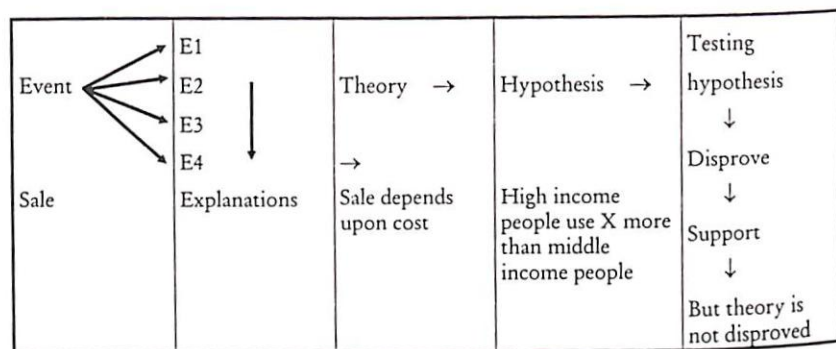 Event
Sale
E1
E2
E3
E4
Explanations
Theory →
→
Sale depends
upon cost
Hypothesis →
High income
people use X more
than middle
income people
Testing
hypothesis
↓
Disprove
↓
Support
↓
But theory is
not disproved